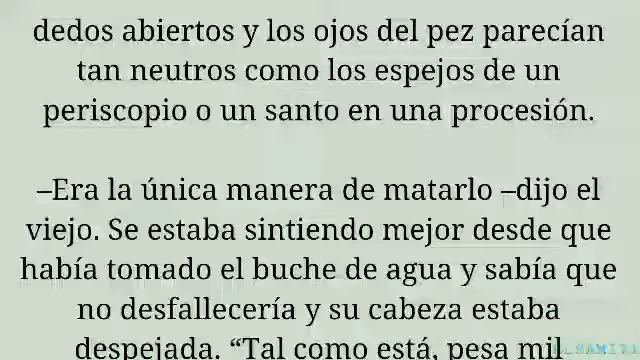 dedos abiertos y los ojos del pez parecían
tan neutros como los espejos de un
periscopio o un santo en una procesión.
–Era la única manera de matarlo –dijo el
viejo. Se estaba sintiendo mejor desde que
había tomado el buche de agua y sabía que
no desfallecería y su cabeza estaba
despejada. “Tal como está, pesa mil